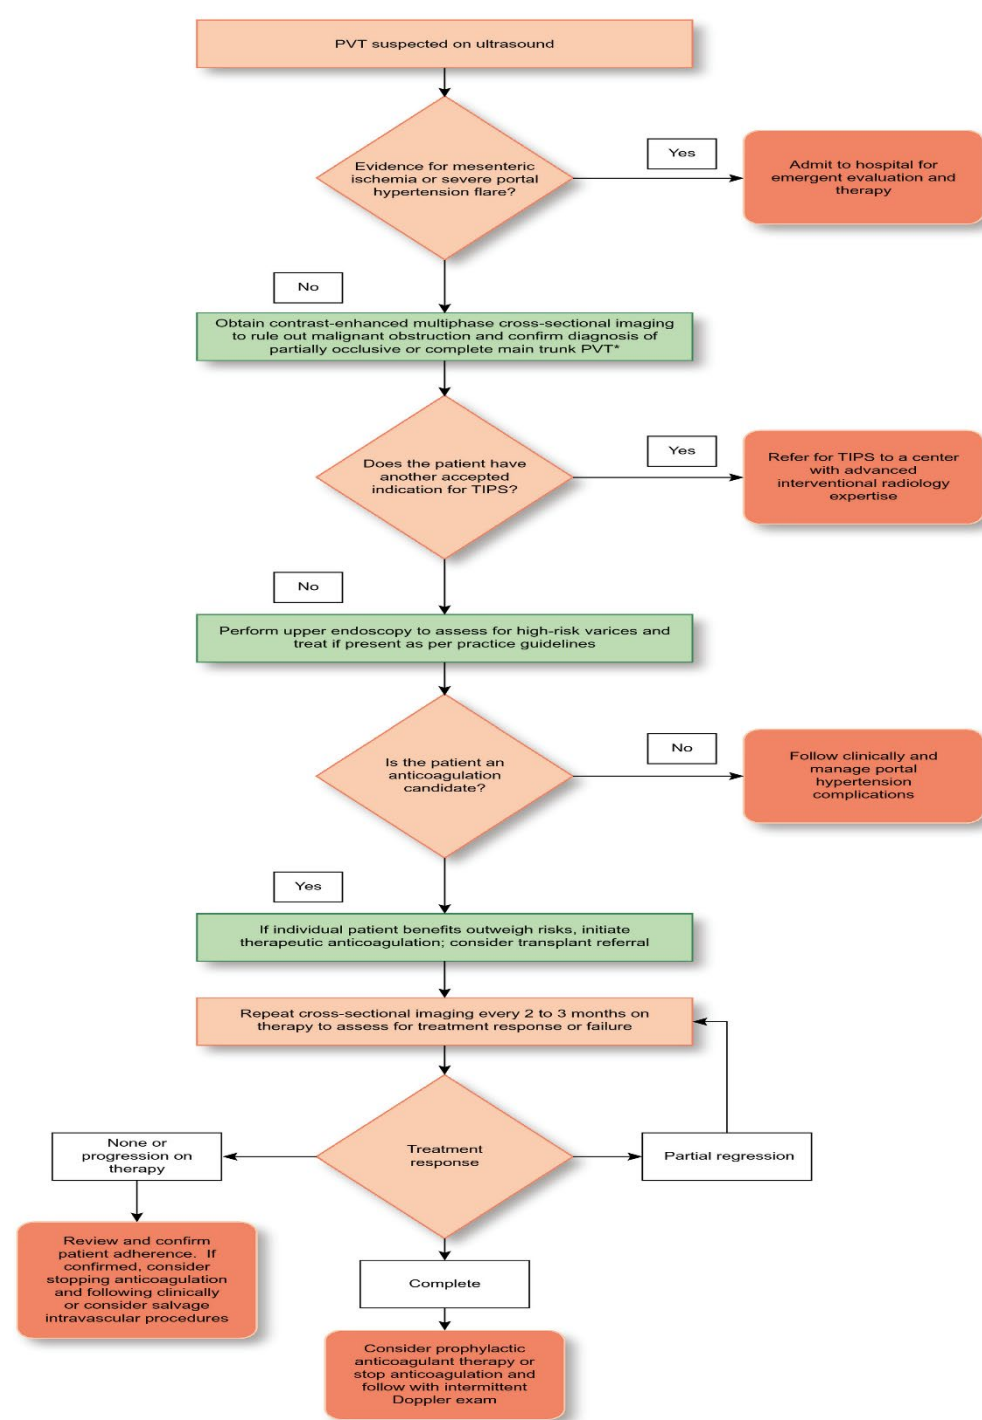 PVT suspected on ultrasound
Evidence for mesenteric
ischemia or severe portal
hypertension flare?
Yes
Admit to hospital for
emergent evaluation and
therapy
No
Obtain contrast-enhanced multiphase cross-sectional imaging
to rule out malignant obstruction and confirm diagnosis of
partially occlusive or complete main trunk PVT*
Does the patient have
another accepted
indication for TIPS?
Yes
Refer for TIPS to a center
with advanced
interventional radiology
expertise
No
Perform upper endoscopy to assess for high-risk varices and
treat if present as per practice guidelines
Is the patient an
anticoagulation
candidate?
No
Follow clinically and
manage portal
hypertension
complications
Yes
If individual patient benefits outweigh risks, initiate
therapeutic anticoagulation; consider transplant referral
Repeat cross-sectional imaging every 2 to 3 months on
therapy to assess for treatment response or failure
Treatment
response
None or
progression on
therapy
Partial regression
Review and confirm
patient adherence. If
confirmed, consider
stopping anticoagulation
and following clinically
or consider salvage
intravascular procedures
Complete
Consider prophylactic
anticoagulant therapy or
stop anticoagulation and
follow with intermittent
Doppler exam